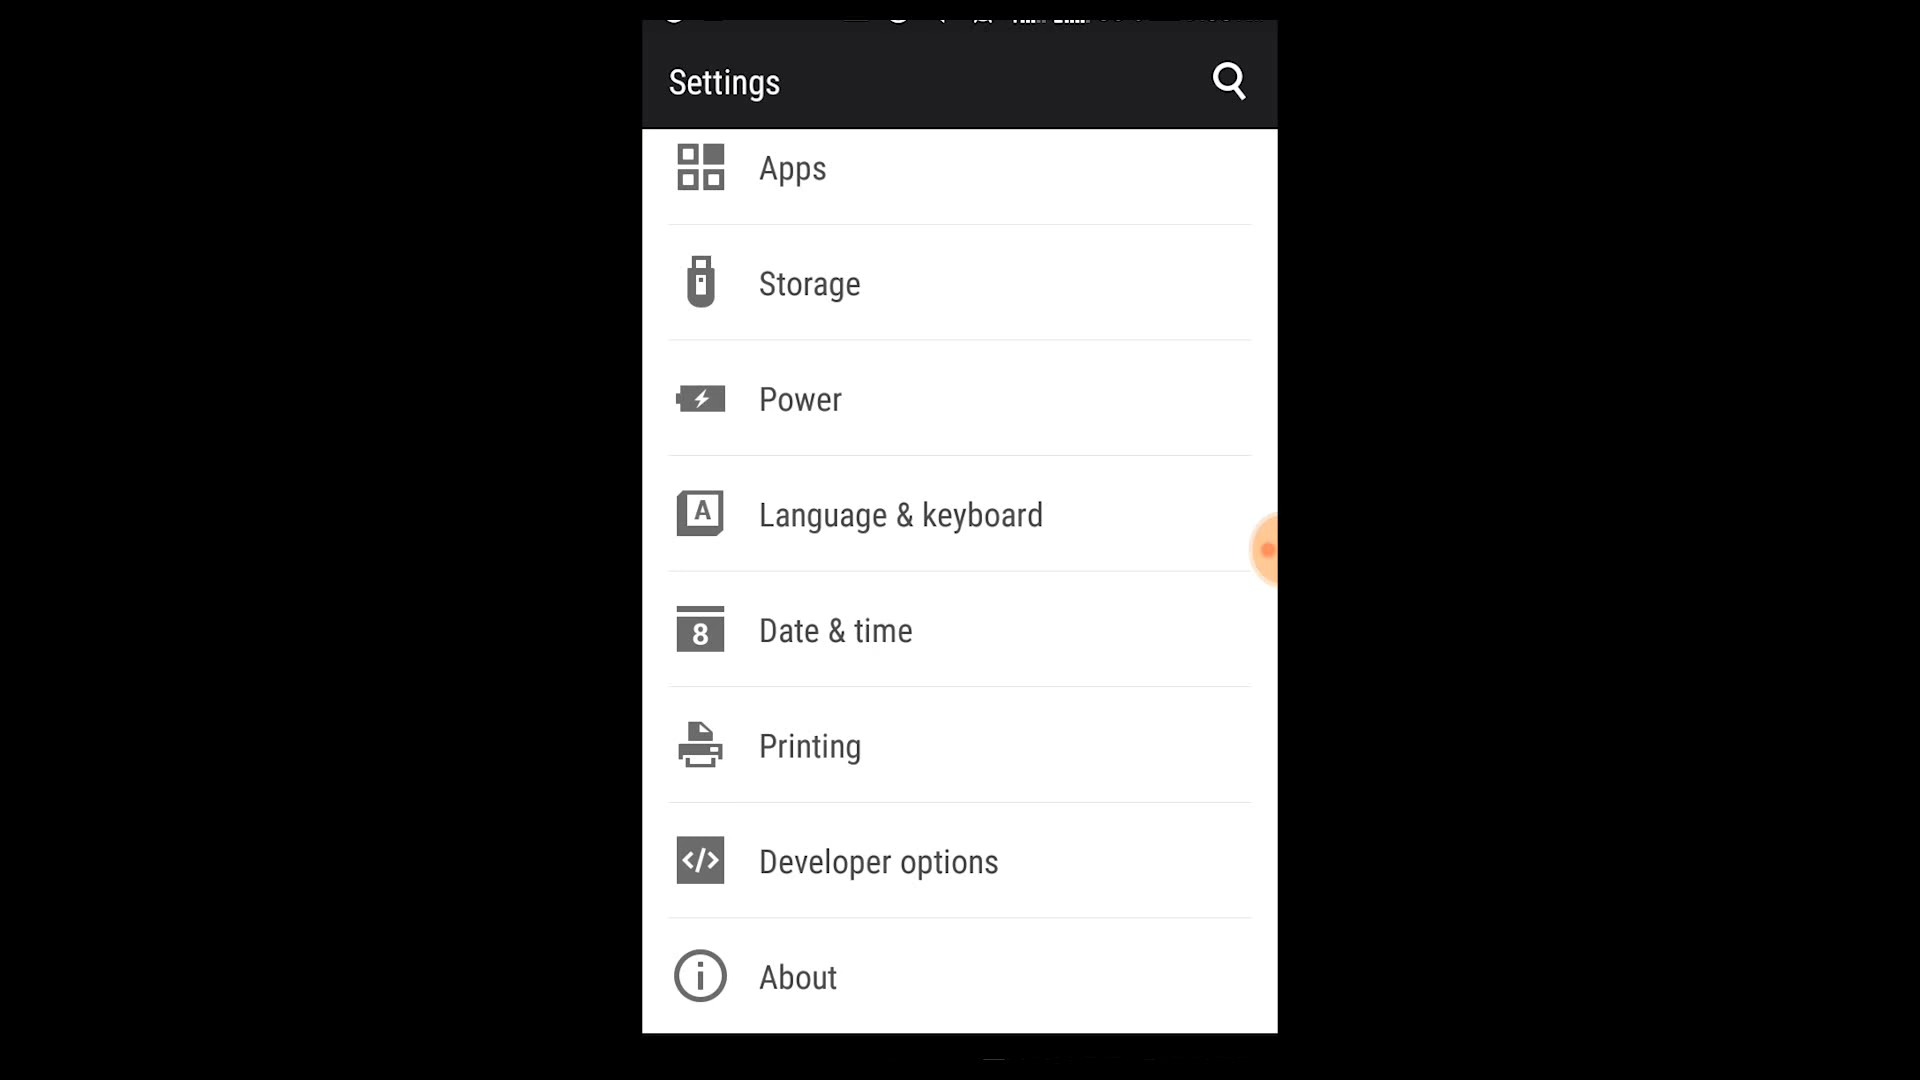 Settings
Apps
Storage
Power
A
Language & keyboard
8
Date & time
Printing
</>
Developer options
i
About